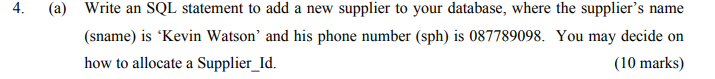 4. (a) Write an SQL statement to add a new supplier to your database, where the supplier's name
(sname) is 'Kevin Watson' and his phone number (sph) is 087789098. You may decide on
how to allocate a Supplier_Id. (10 marks)